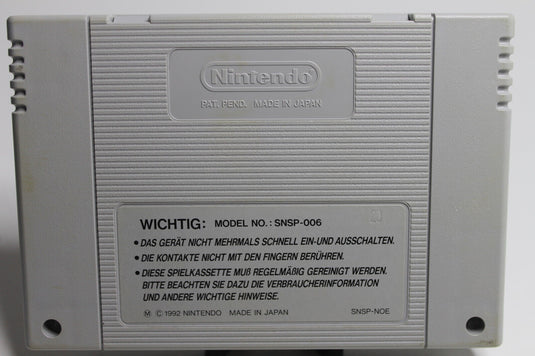 Nintendo
PAT. PEND. MADE IN JAPAN
WICHTIG: MODEL NO.: SNSP-006
• DAS GERÄT NICHT MEHRMALS SCHNELL EIN-UND AUSSCHALTEN.
• DIE KONTAKTE NICHT MIT DEN FINGERN BERÜHREN.
• DIESE SPIELKASSETTE MUß REGELMÄßIG GEREINIGT WERDEN.
BITTE BEACHTEN SIE DAZU DIE VERBRAUCHERINFORMATION
UND ANDERE WICHTIGE HINWEISE.
Ⓜ © 1992 NINTENDO MADE IN JAPAN SNSP-NOE